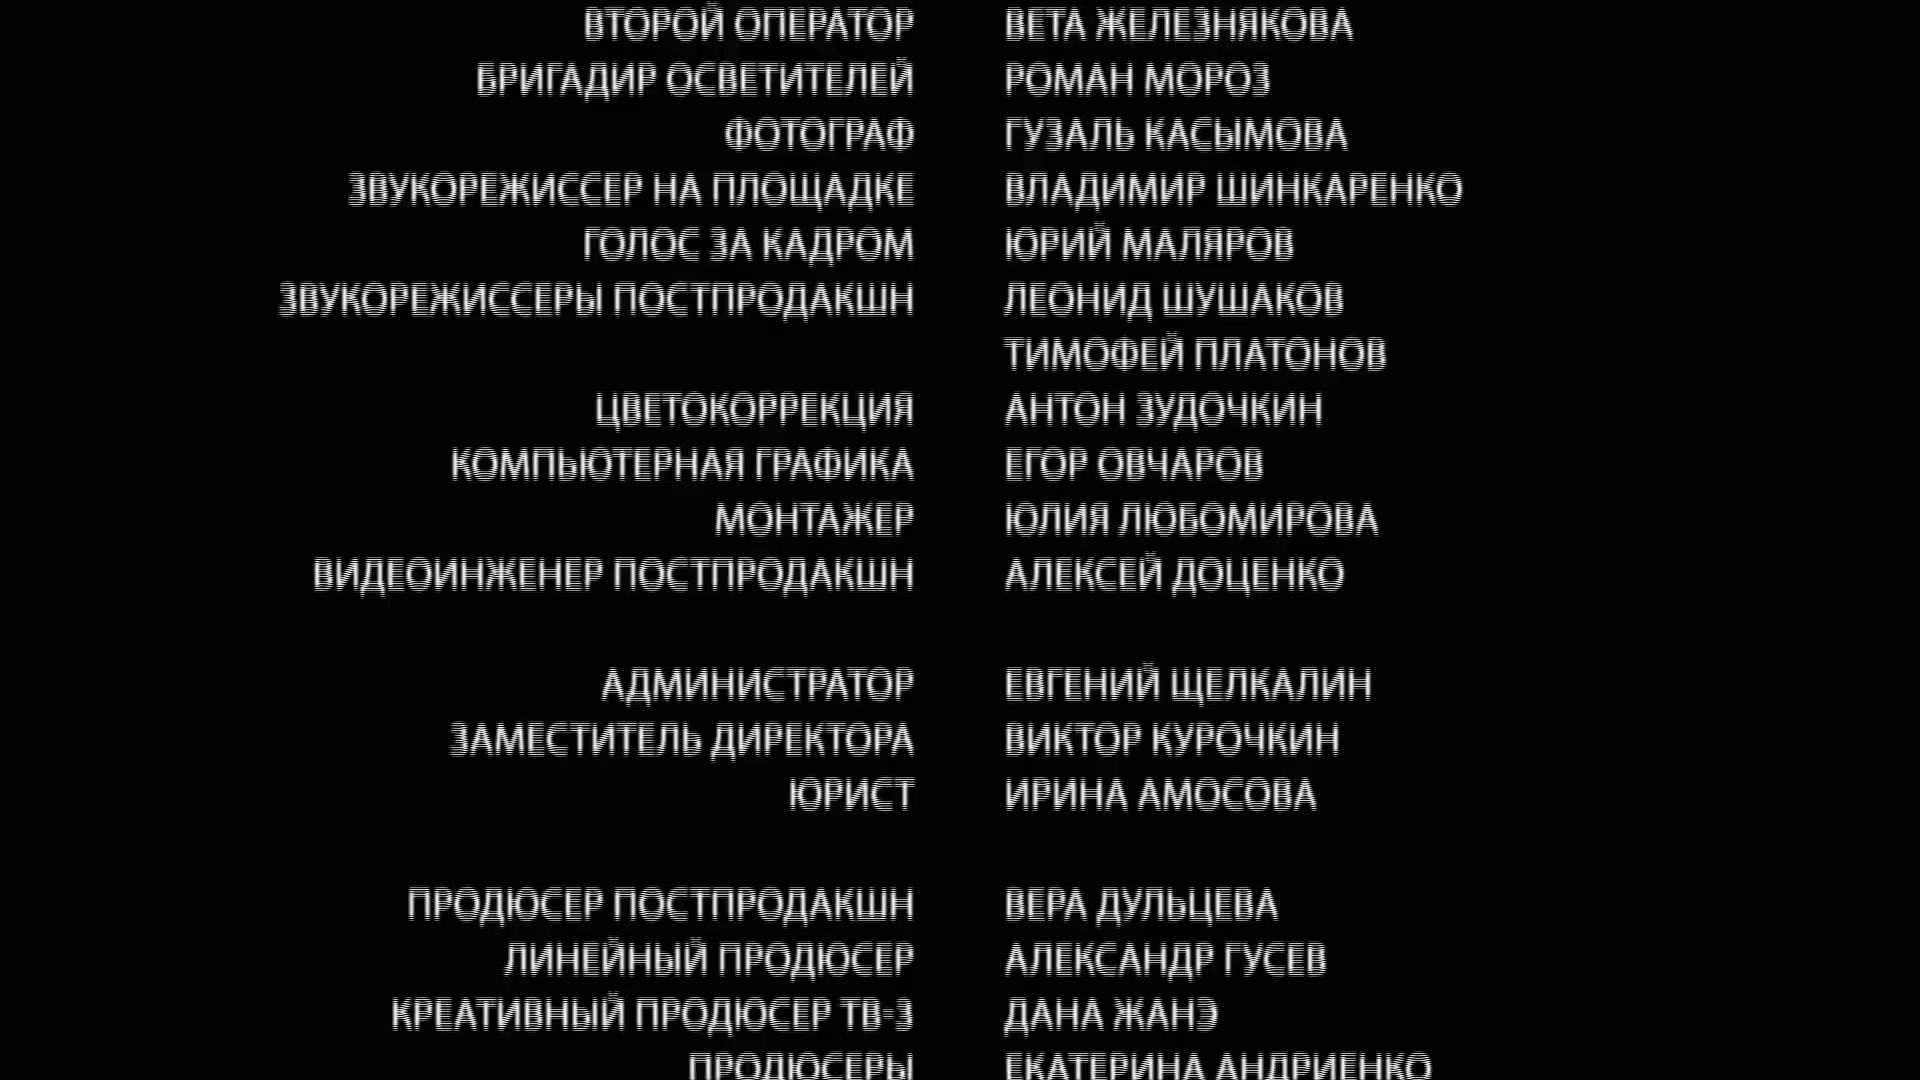 ВТОРОЙ ОПЕРАТОР ВЕТА ЖЕЛЕЗНЯКОВА
БРИГАДИР ОСВЕТИТЕЛЕЙ РОМАН МОРОЗ
ФОТОГРАФ ГУЗАЛЬ КАСЫМОВА
ЗВУКОРЕЖИССЕР НА ПЛОЩАДКЕ ВЛАДИМИР ШИНКАРЕНКО
ГОЛОС ЗА КАДРОМ ЮРИЙ МАЛЯРОВ
ЗВУКОРЕЖИССЕРЫ ПОСТПРОДАКШН ЛЕОНИД ШУШАКОВ
ТИМОФЕЙ ПЛАТОНОВ
ЦВЕТОКОРРЕКЦИЯ АНТОН ЗУДОЧКИН
КОМПЬЮТЕРНАЯ ГРАФИКА ЕГОР ОВЧАРОВ
МОНТАЖЕР ЮЛИЯ ЛЮБОМИРОВА
ВИДЕОИНЖЕНЕР ПОСТПРОДАКШН АЛЕКСЕЙ ДОЦЕНКО
АДМИНИСТРАТОР ЕВГЕНИЙ ЩЕЛКАЛИН
ЗАМЕСТИТЕЛЬ ДИРЕКТОРА ВИКТОР КУРОЧКИН
ЮРИСТ ИРИНА АМОСОВА
ПРОДЮСЕР ПОСТПРОДАКШН ВЕРА ДУЛЬЦЕВА
ЛИНЕЙНЫЙ ПРОДЮСЕР АЛЕКСАНДР ГУСЕВ
КРЕАТИВНЫЙ ПРОДЮСЕР ТВ-3 ДАНА ЖАНЭ
ПРОДЮСЕРЫ ЕКАТЕРИНА АНДРИЕНКО